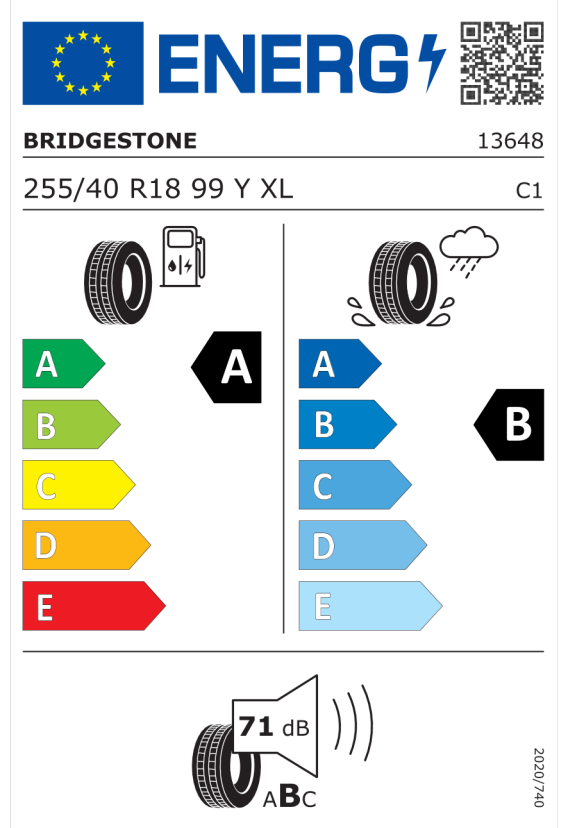 ENERG
BRIDGESTONE 13648
255/40 R18 99 Y XL C1
A A
B
C
D
E
A
B B
C
D
E
71 dB
ABC
2020/740